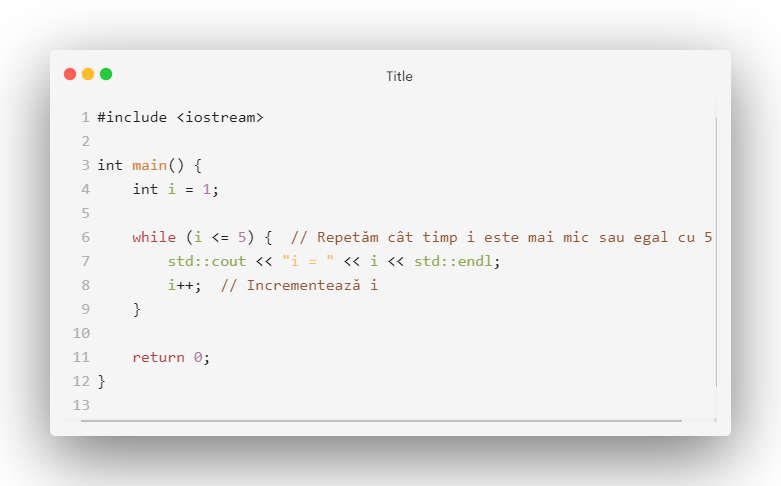 Title
1 #include <iostream>
2
3 int main() {
4     int i = 1;
5
6     while (i <= 5) {  // Repetăm cât timp i este mai mic sau egal cu 5
7         std::cout << "i = " << i << std::endl;
8         i++;  // Incrementează i
9     }
10
11     return 0;
12 }
13